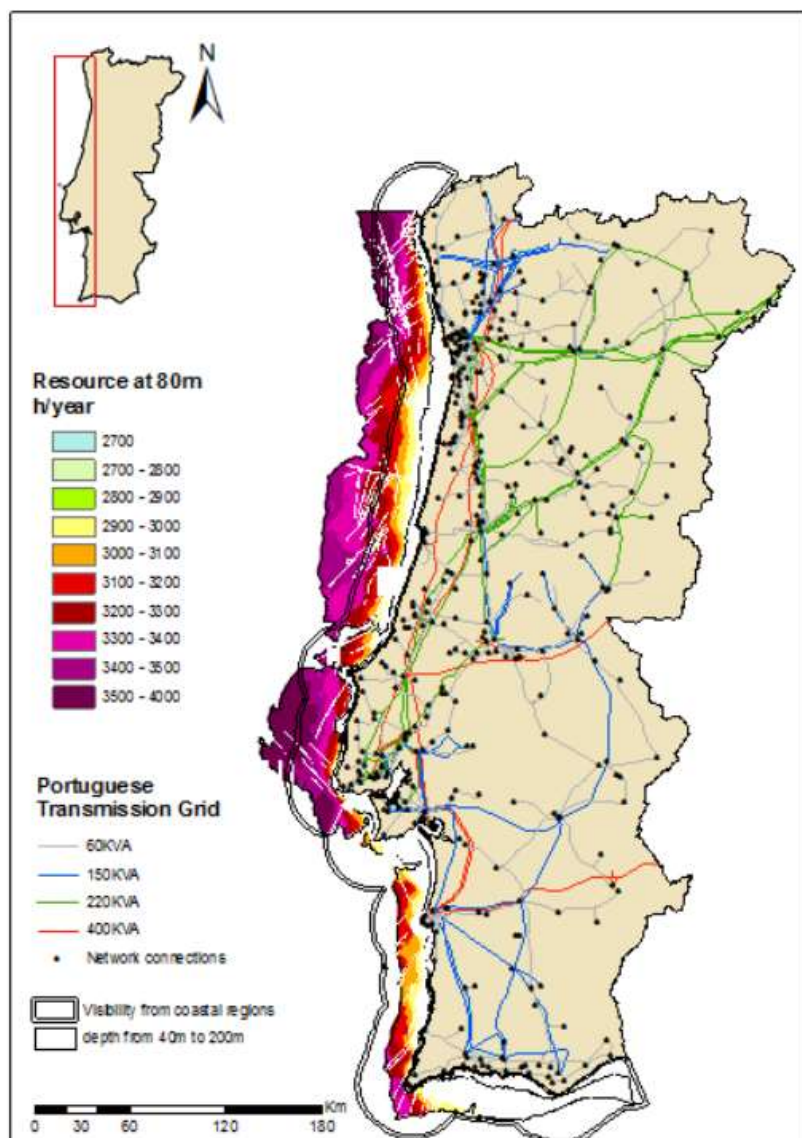 N
Resource at 80m
h/year
2700
2700 - 2800
2800 - 2900
2900 - 3000
3000 - 3100
3100 - 3200
3200 - 3300
3300 - 3400
3400 - 3500
3500 - 4000
Portuguese
Transmission Grid
60KVA
150KVA
220KVA
400KVA
Network connections
Visibility from coastal regions
depth from 40m to 200m
Km
0 30 60 120 180